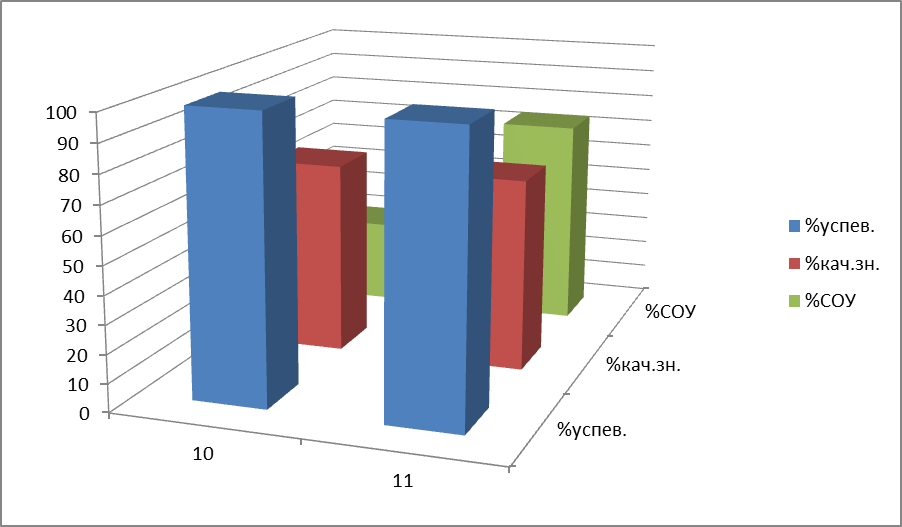 100
90
80
70
60
50
40
30
20
10
0
10
11
%успев.
%кач.зн.
%СОУ
%успев.
%кач.зн.
%СОУ